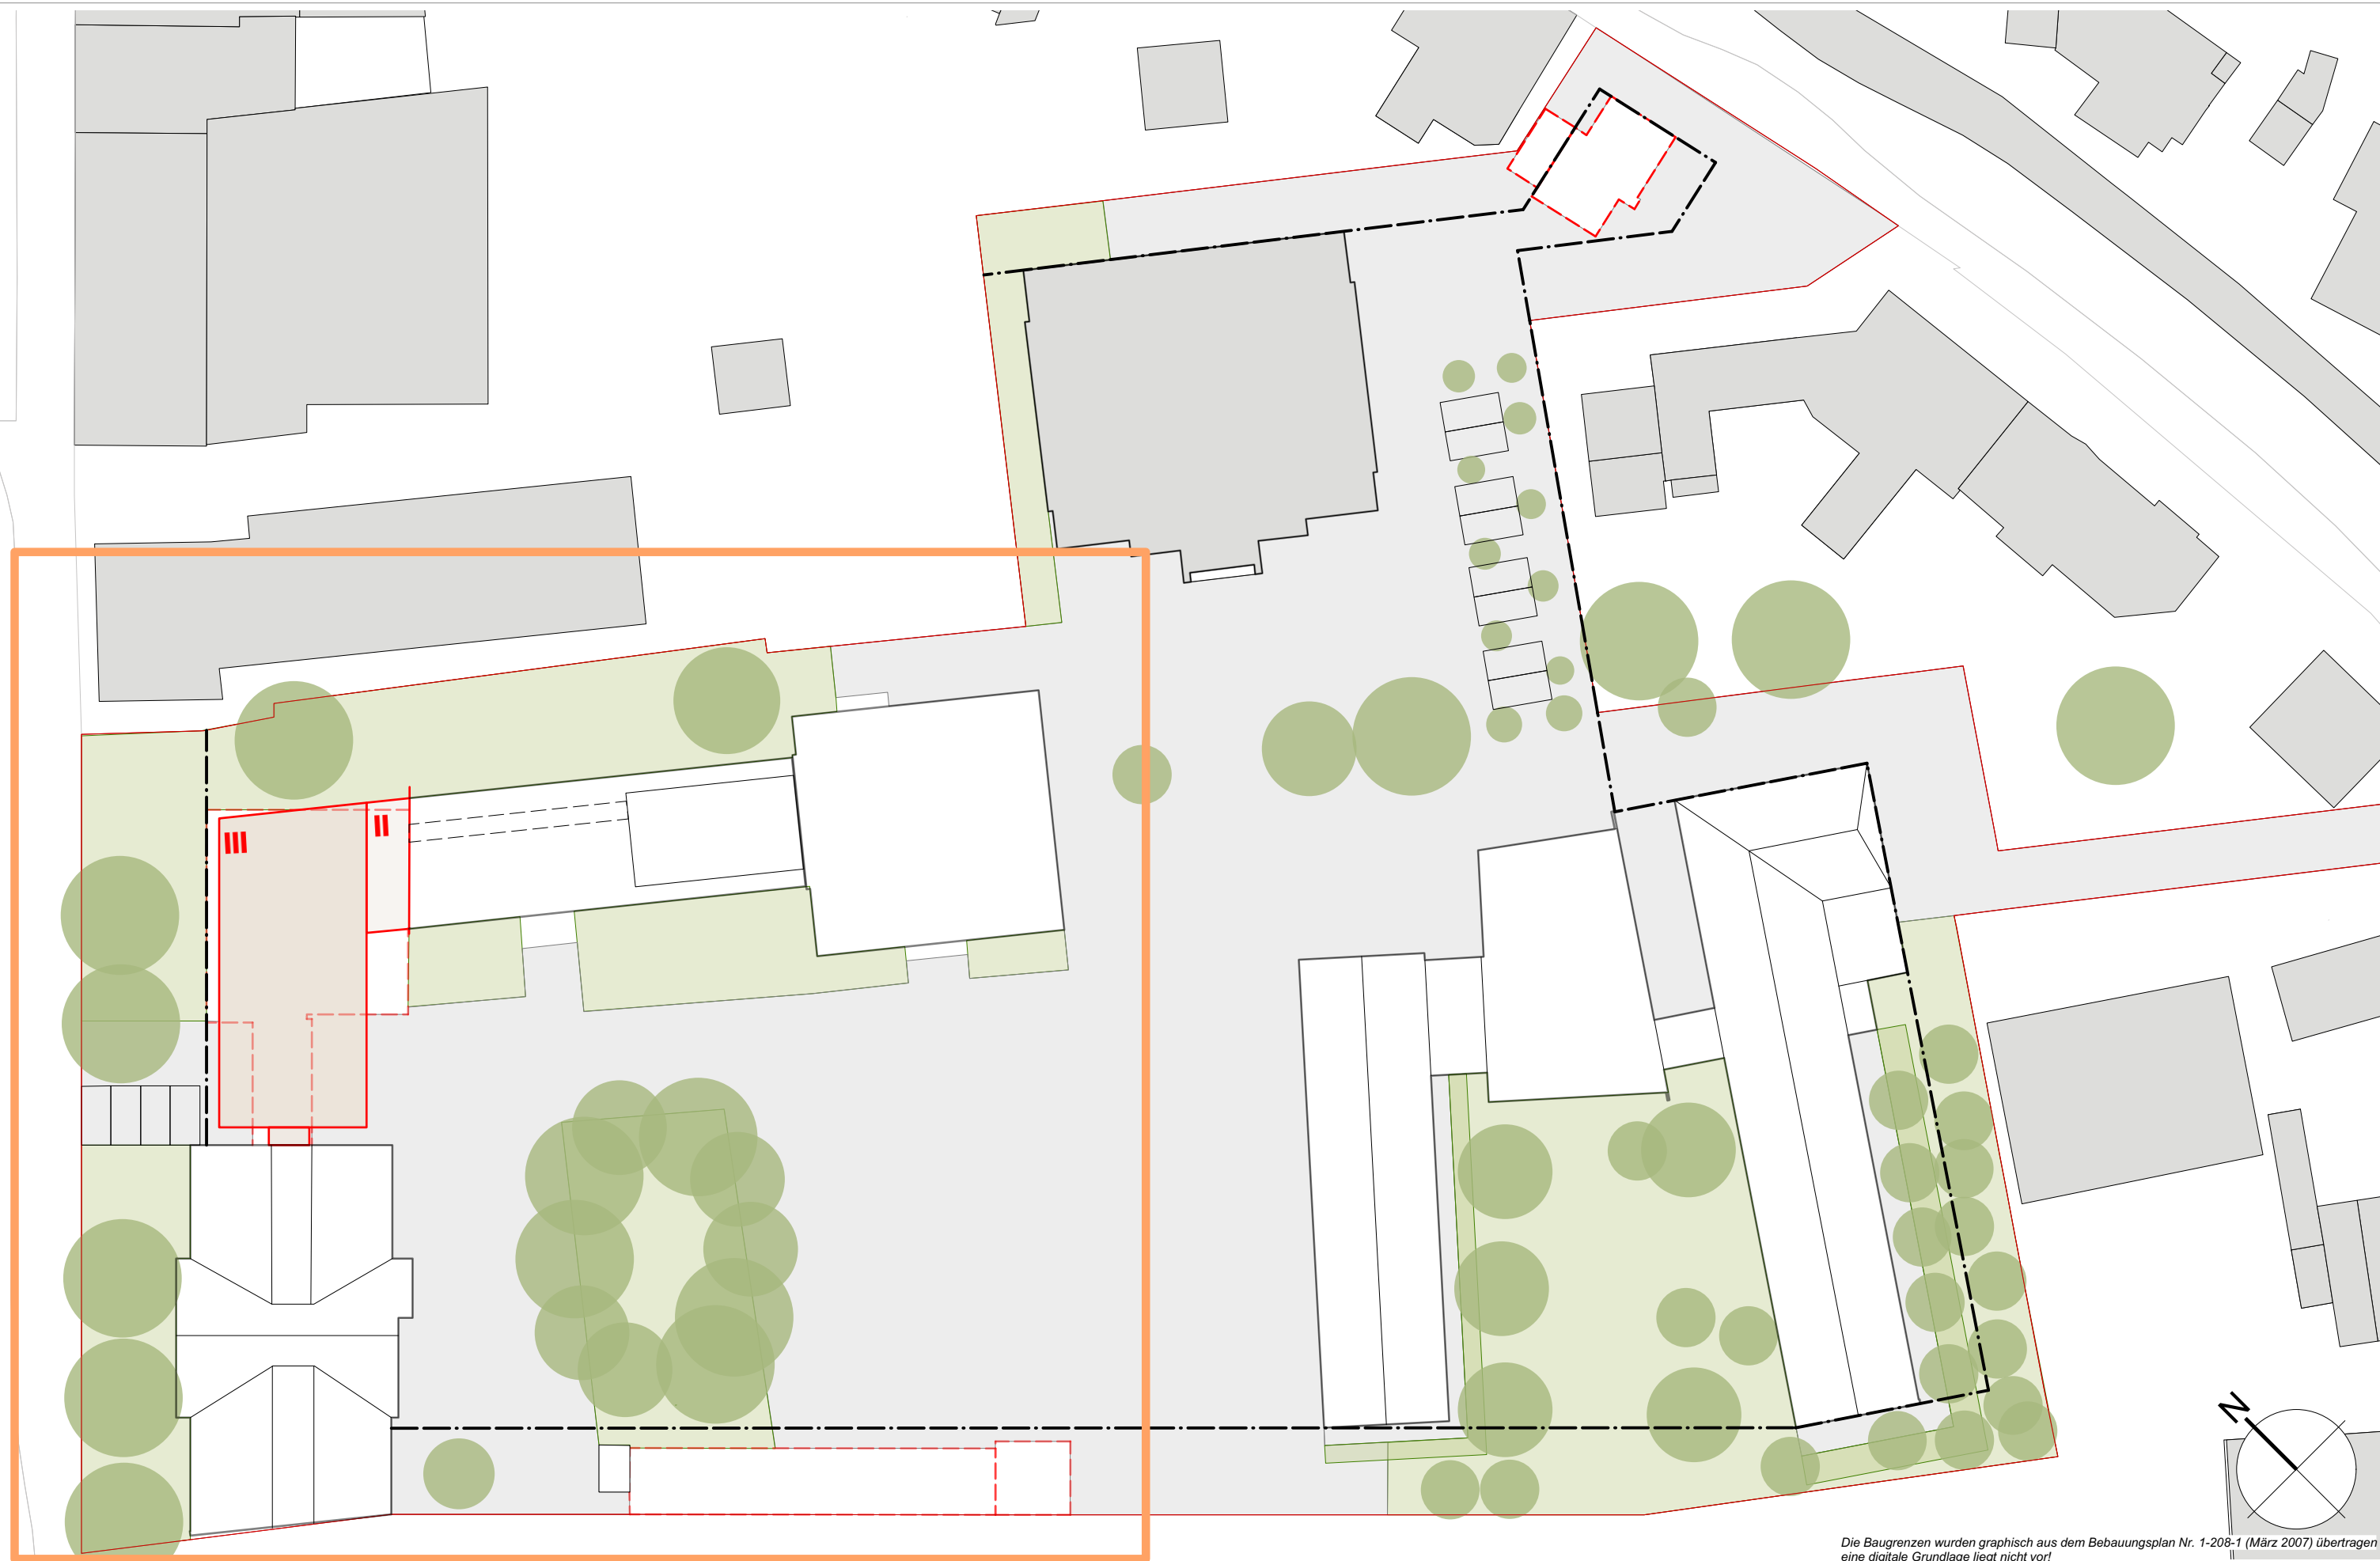 II
III
N
Die Baugrenzen wurden graphisch aus dem Bebauungsplan Nr. 1-208-1 (März 2007) übertragen
eine digitale Grundlage liegt nicht vor!